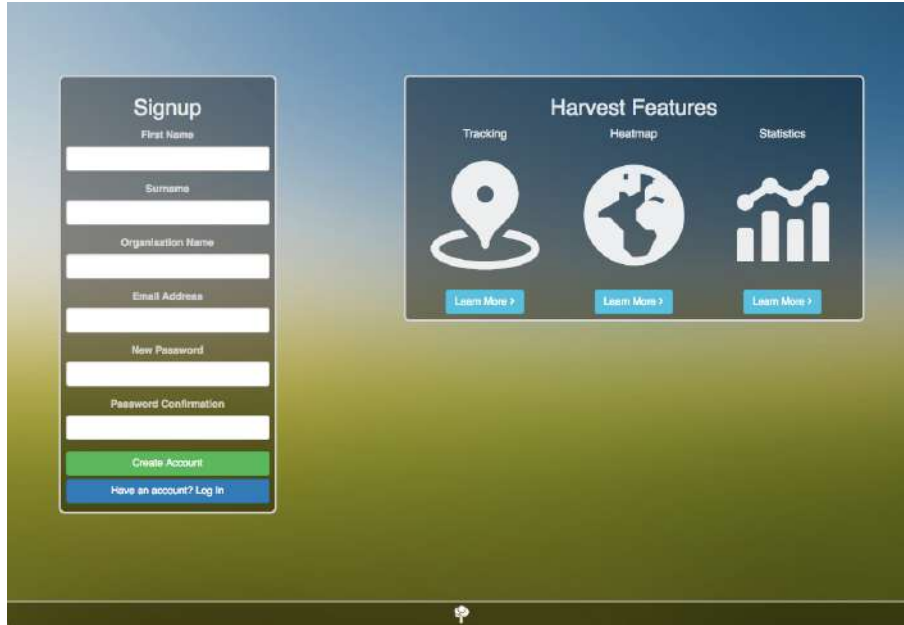 Signup
First Name
Surname
Organisation Name
Email Address
New Password
Password Confirmation
Create Account
Have an account? Log In
Harvest Features
Tracking Heatmap Statistics
Learn More > Learn More > Learn More >